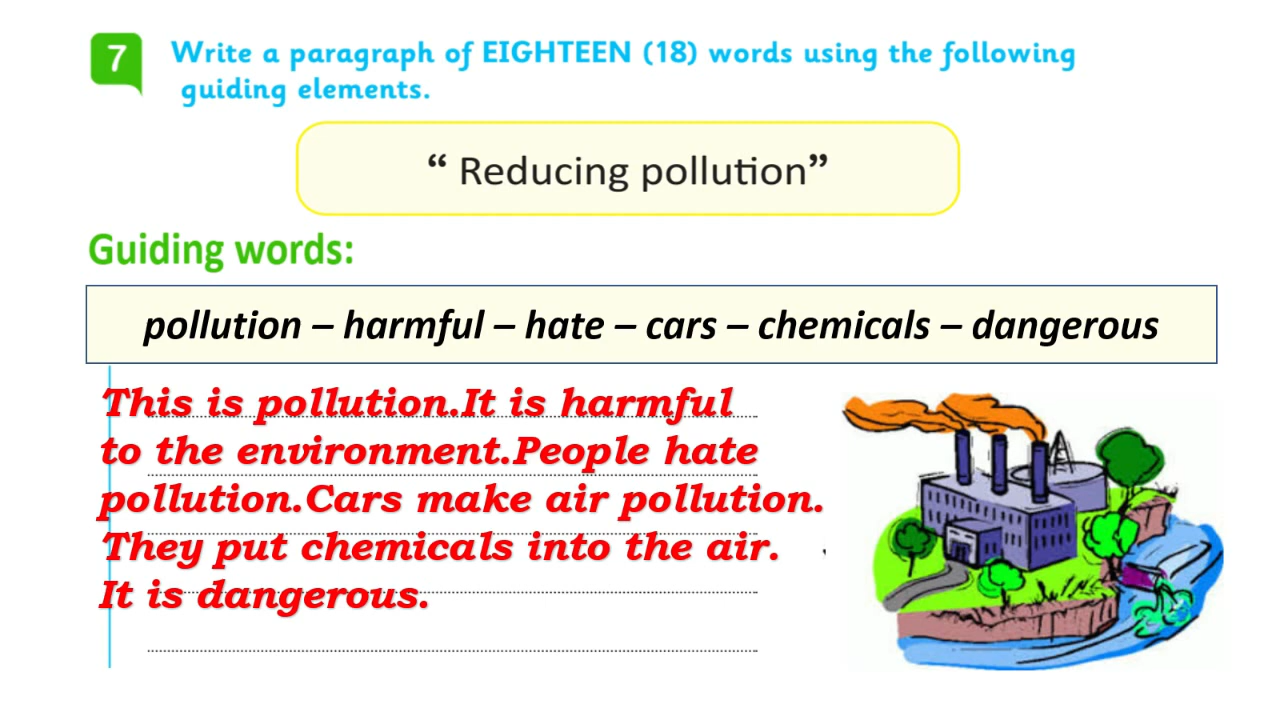 7 Write a paragraph of EIGHTEEN (18) words using the following
guiding elements.
“ Reducing pollution”
Guiding words:
pollution – harmful – hate – cars – chemicals – dangerous
This is pollution.It is harmful
to the environment.People hate
pollution.Cars make air pollution.
They put chemicals into the air.
It is dangerous.